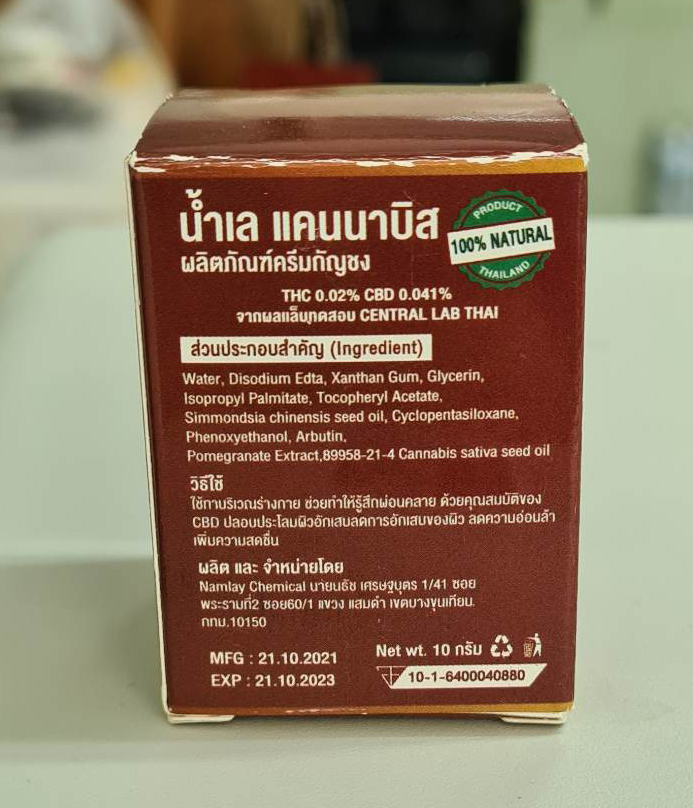 น้ำเล แคนนาบิส
ผลิตภัณฑ์ครีมกัญชง
PRODUCT
100% NATURAL
THAILAND
THC 0.02% CBD 0.041%
จากผลแล็บทดสอบ CENTRAL LAB THAI
ส่วนประกอบสำคัญ (Ingredient)
Water, Disodium Edta, Xanthan Gum, Glycerin,
Isopropyl Palmitate, Tocopheryl Acetate,
Simmondsia chinensis seed oil, Cyclopentasiloxane,
Phenoxyethanol, Arbutin,
Pomegranate Extract,89958-21-4 Cannabis sativa seed oil
วิธีใช้
ใช้ทาบริเวณร่างกาย ช่วยทำให้รู้สึกผ่อนคลาย ด้วยคุณสมบัติของ
CBD ปลอบประโลมผิวอักเสบลดการอักเสบของผิว ลดความอ่อนล้า
เพิ่มความสดชื่น
ผลิต และ จำหน่ายโดย
Namlay Chemical นายนธัช เศรษฐบุตร 1/41 ซอย
พระรามที่2 ซอย60/1 แขวง แสมดำ เขตบางขุนเทียน.
กทม.10150
MFG : 21.10.2021
EXP : 21.10.2023
Net wt. 10 กรัม
10-1-6400040880